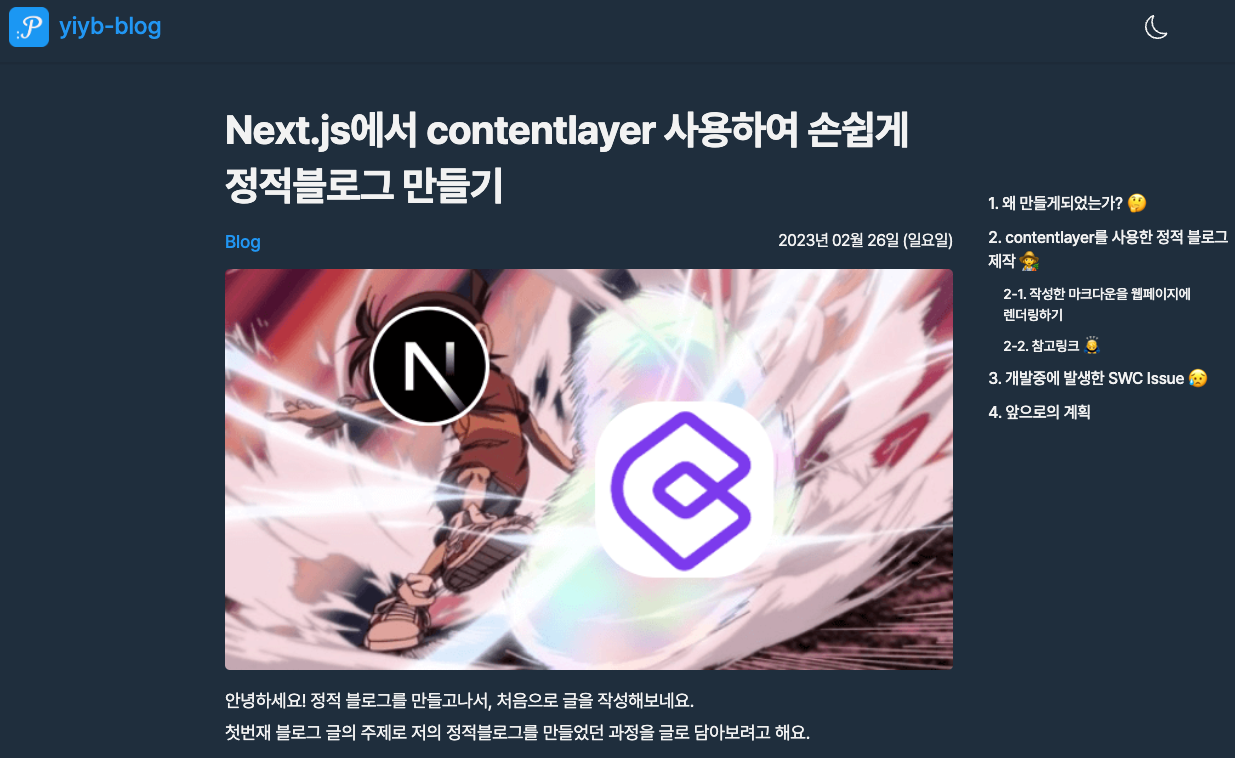 yiyb-blog
Next.js에서 contentlayer 사용하여 손쉽게
정적블로그 만들기
Blog
2023년 02월 26일 (일요일)
안녕하세요! 정적 블로그를 만들고나서, 처음으로 글을 작성해보네요.
첫번재 블로그 글의 주제로 저의 정적블로그를 만들었던 과정을 글로 담아보려고 해요.
1. 왜 만들게되었는가? 🤔
2. contentlayer를 사용한 정적 블로그
제작 🧑‍🌾
2-1. 작성한 마크다운을 웹페이지에
렌더링하기
2-2. 참고링크 🙇
3. 개발중에 발생한 SWC Issue 😥
4. 앞으로의 계획